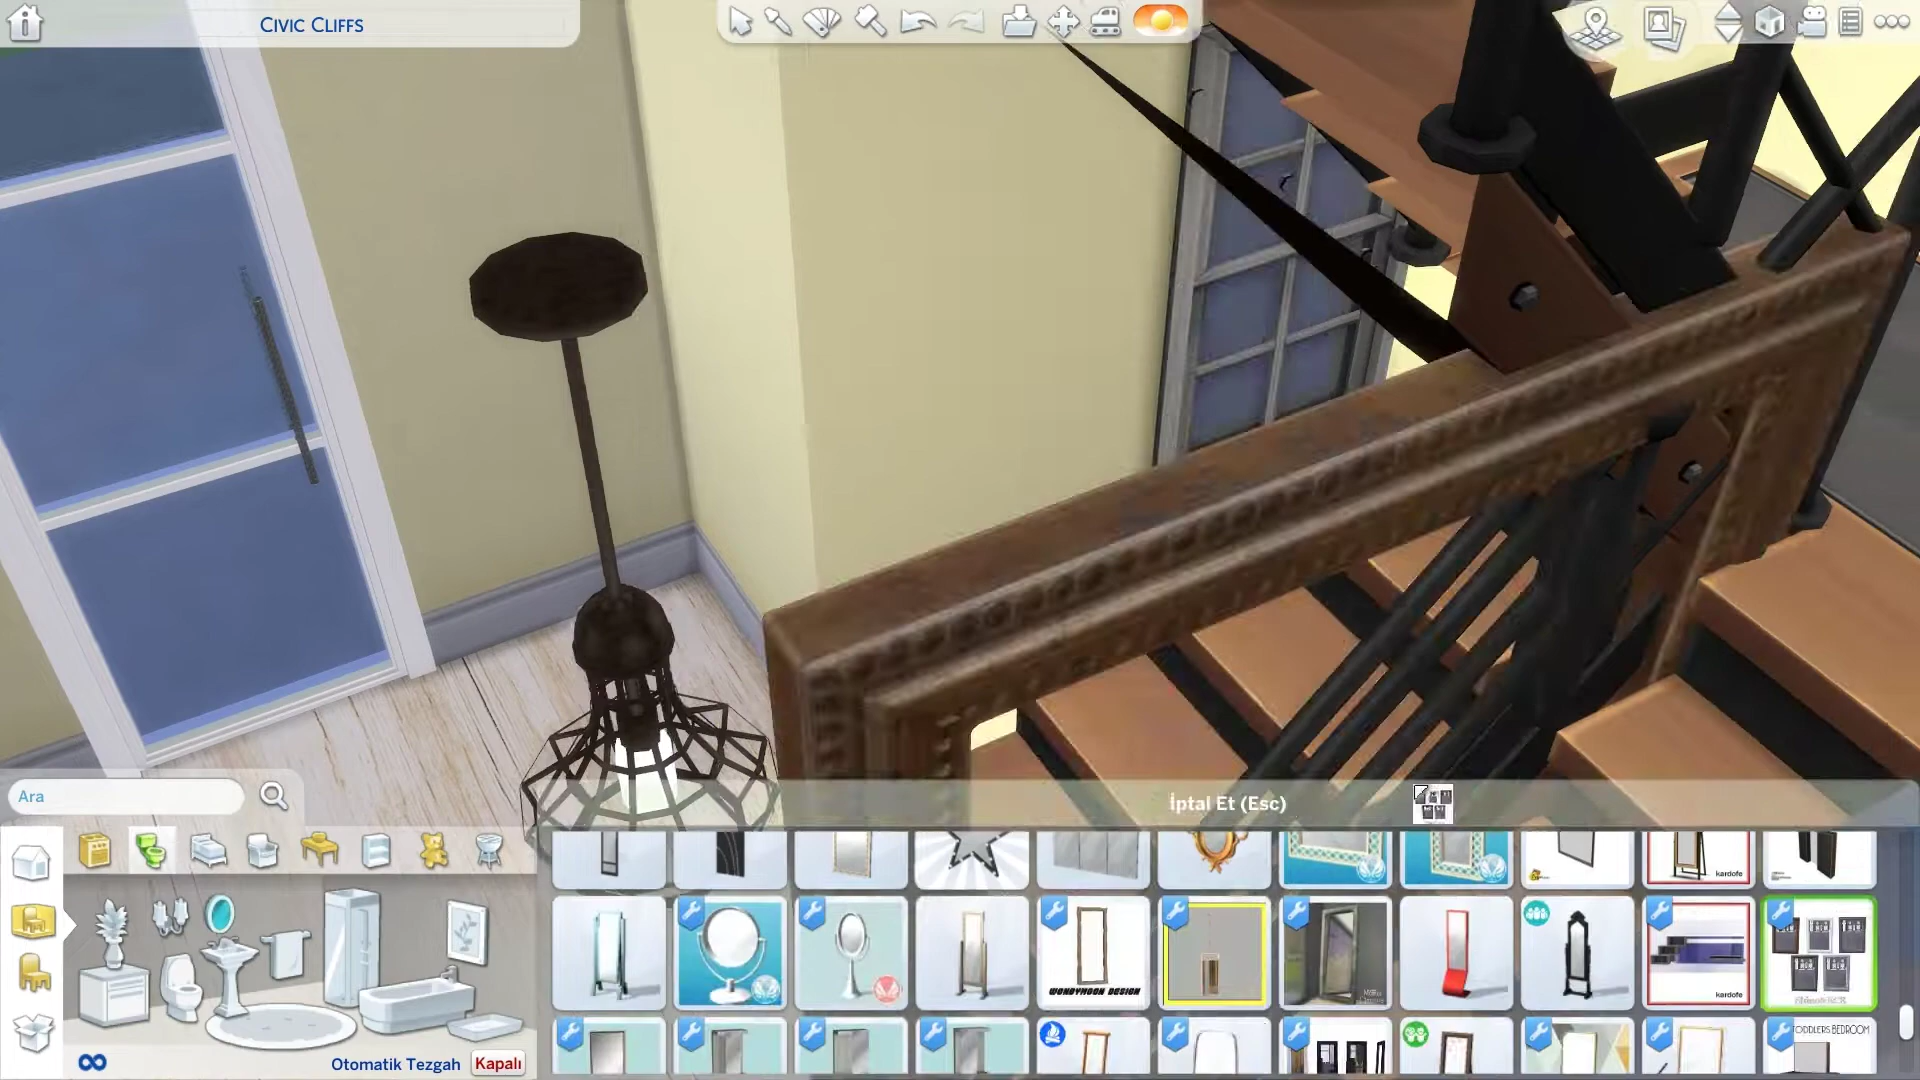 CIVIC CLIFFS
Ara
İptal Et (Esc)
kardofe
WONDYMOON DESIGN
kardofe
TODDLERS BEDROOM
Otomatik Tezgah
Kapalı